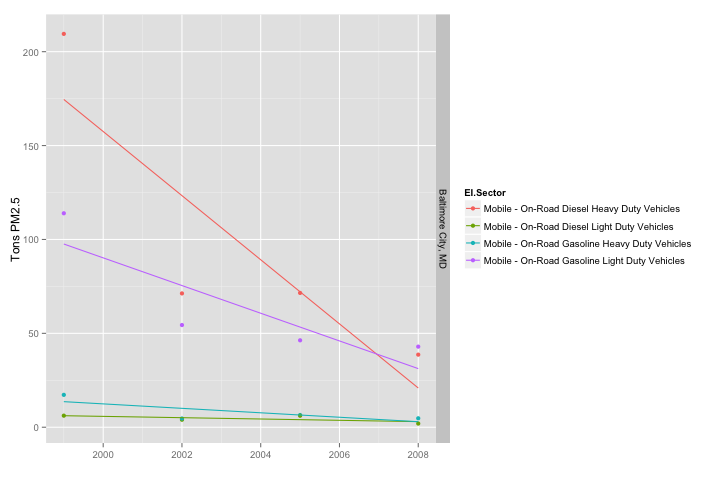 200
150
100
50
0
Tons PM2.5
2000
2002
2004
2006
2008
Baltimore City, MD
EI.Sector
Mobile - On-Road Diesel Heavy Duty Vehicles
Mobile - On-Road Diesel Light Duty Vehicles
Mobile - On-Road Gasoline Heavy Duty Vehicles
Mobile - On-Road Gasoline Light Duty Vehicles